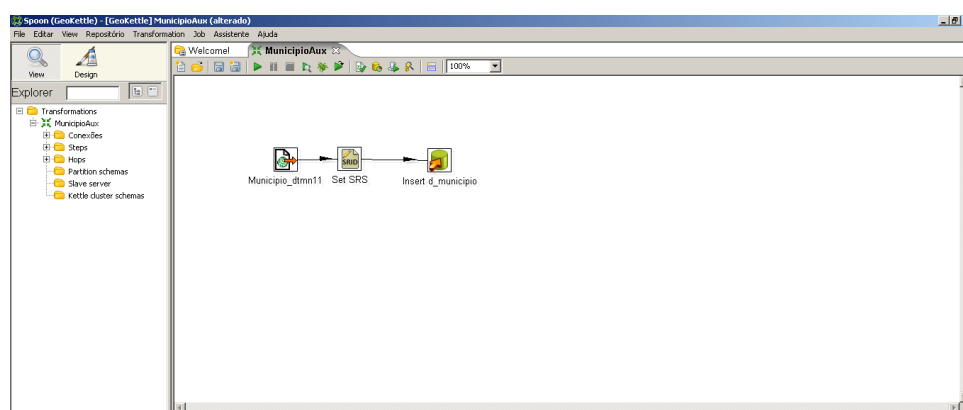 Spoon (GeoKettle) - [GeoKettle] MunicipioAux (alterado)
File Editar View Repositório Transformation Job Assistente Ajuda
Welcome! MunicipioAux
View Design
100%
Explorer
Transformations
MunicipioAux
Conexões
Steps
Hops
Partition schemas
Slave server
Kettle cluster schemas
SRID
Municipio_dtmn11 Set SRS Insert d_municipio